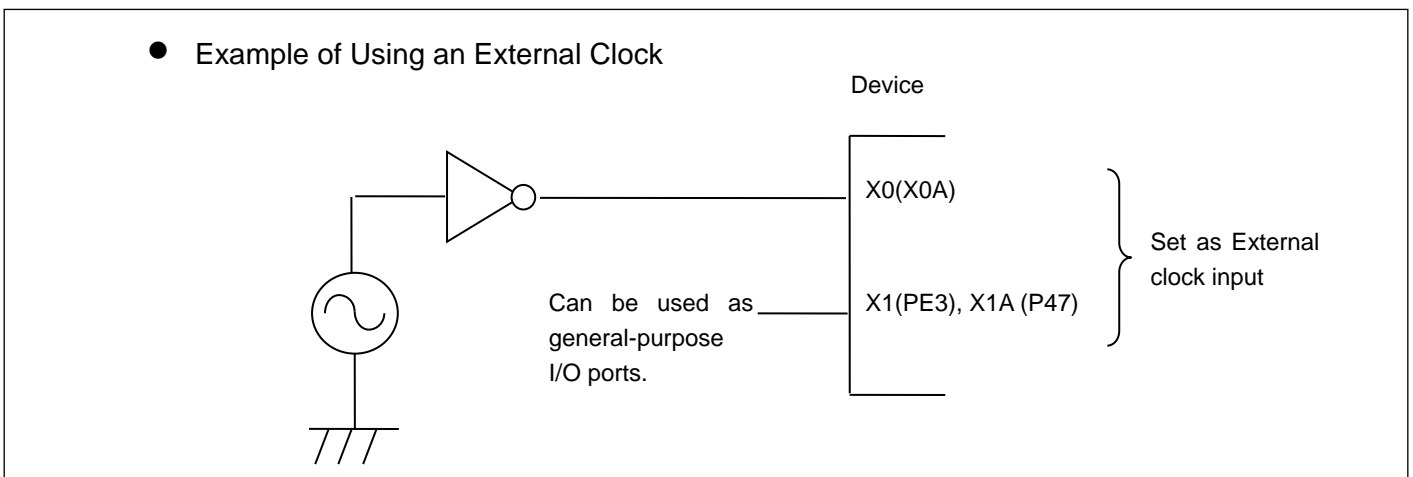 ● Example of Using an External Clock
Device
X0(X0A)
Set as External
clock input
Can be used as
general-purpose
I/O ports.
X1(PE3), X1A (P47)